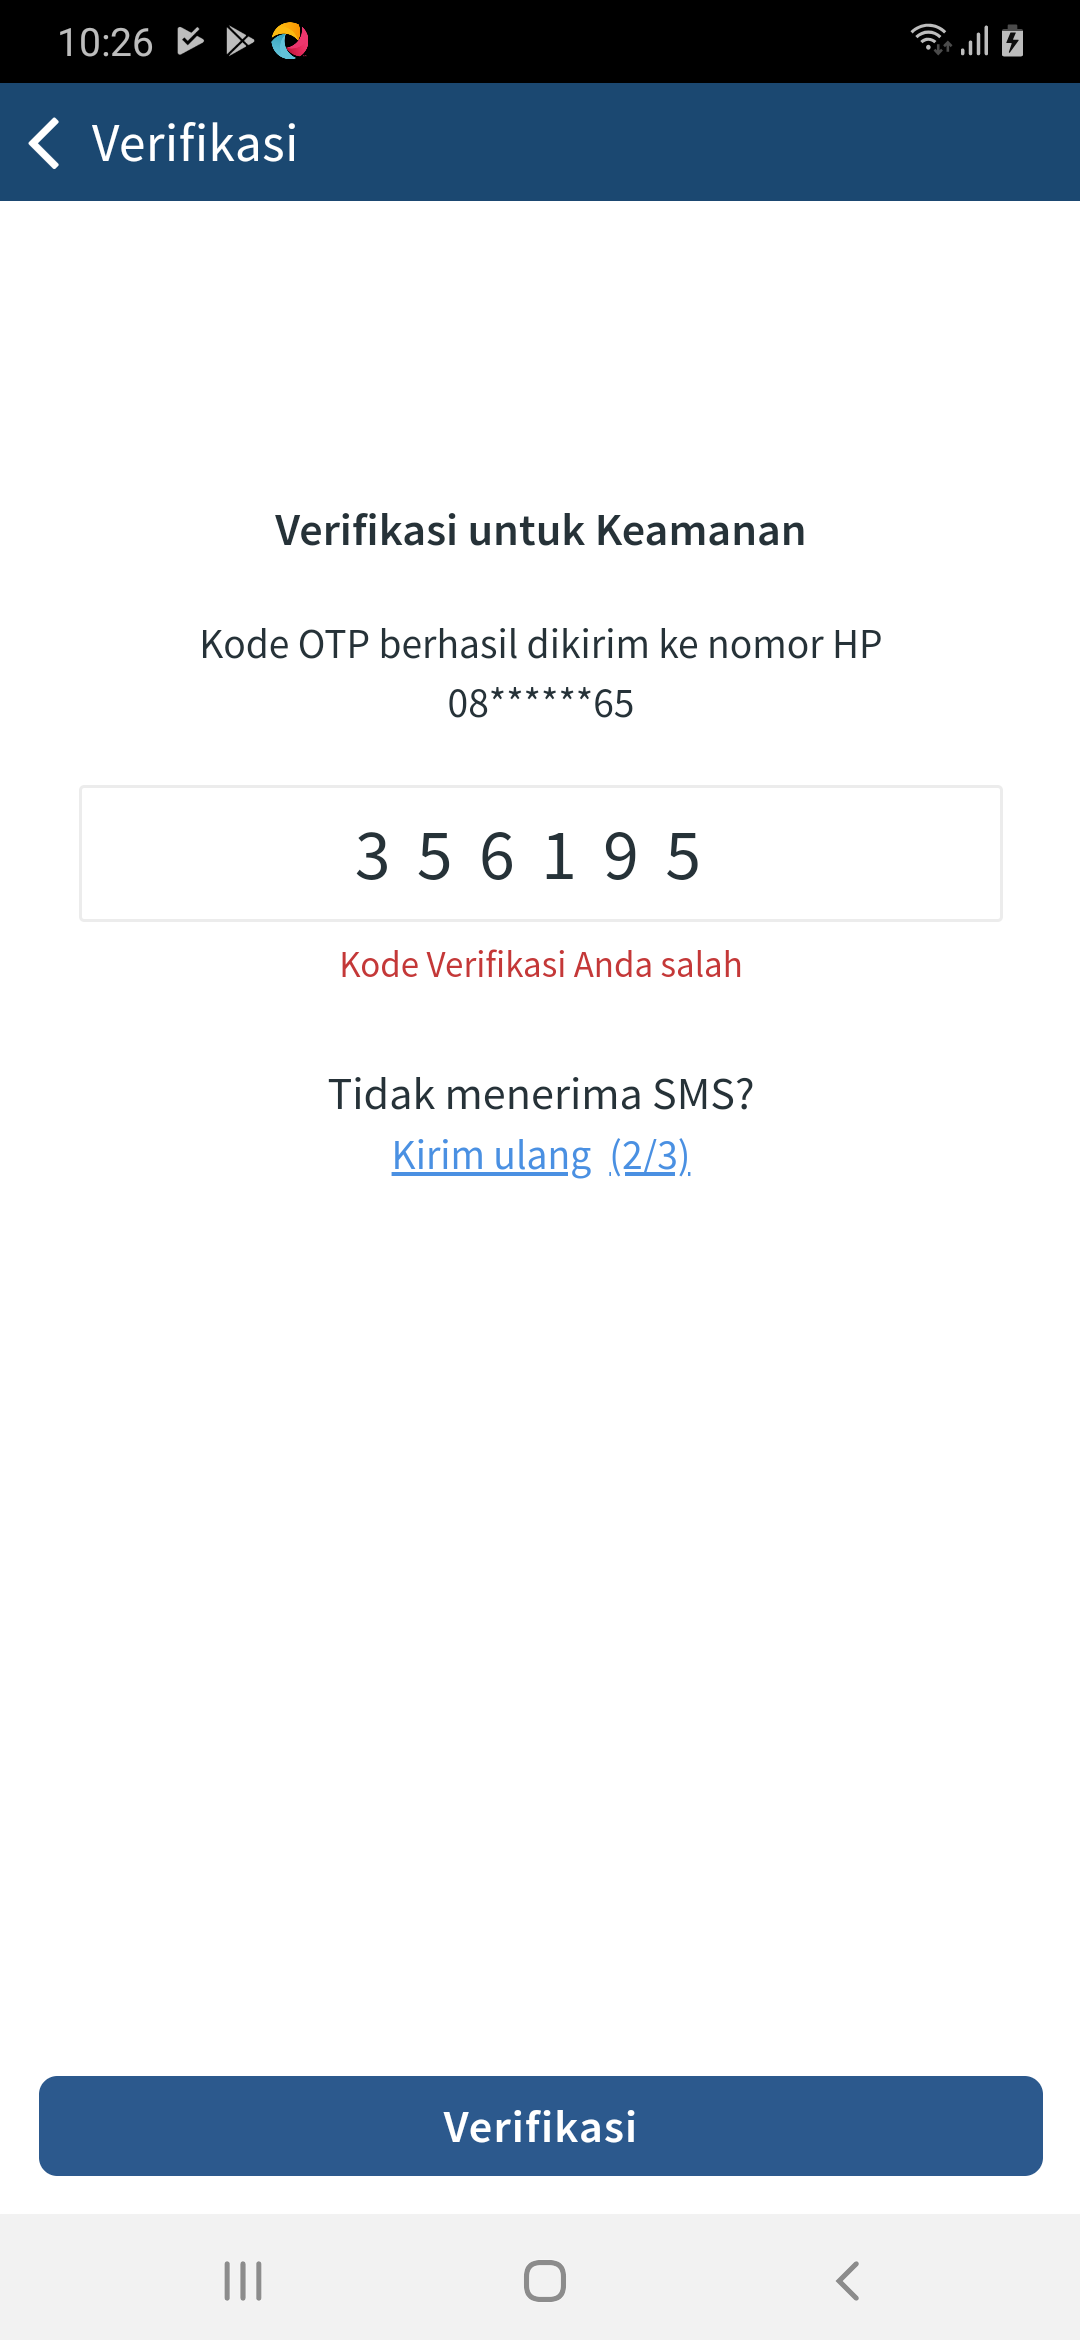 10:26
Verifikasi
Verifikasi untuk Keamanan
Kode OTP berhasil dikirim ke nomor HP
08******65
3 5 6 1 9 5
Kode Verifikasi Anda salah
Tidak menerima SMS?
Kirim ulang (2/3)
Verifikasi